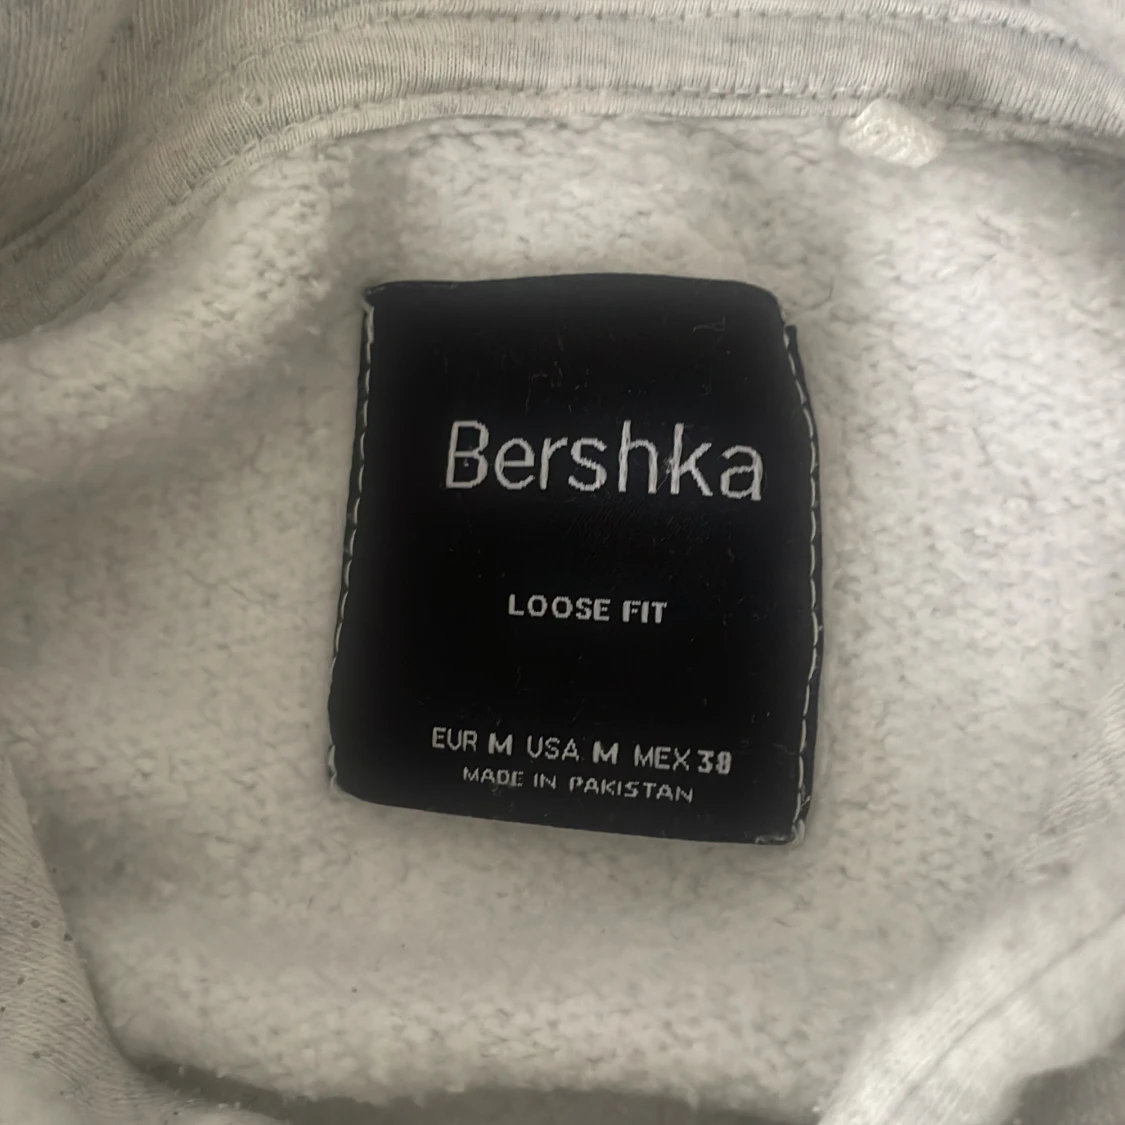 Bershka
LOOSE FIT
EUR M USA M MEX 38
MADE IN PAKISTAN